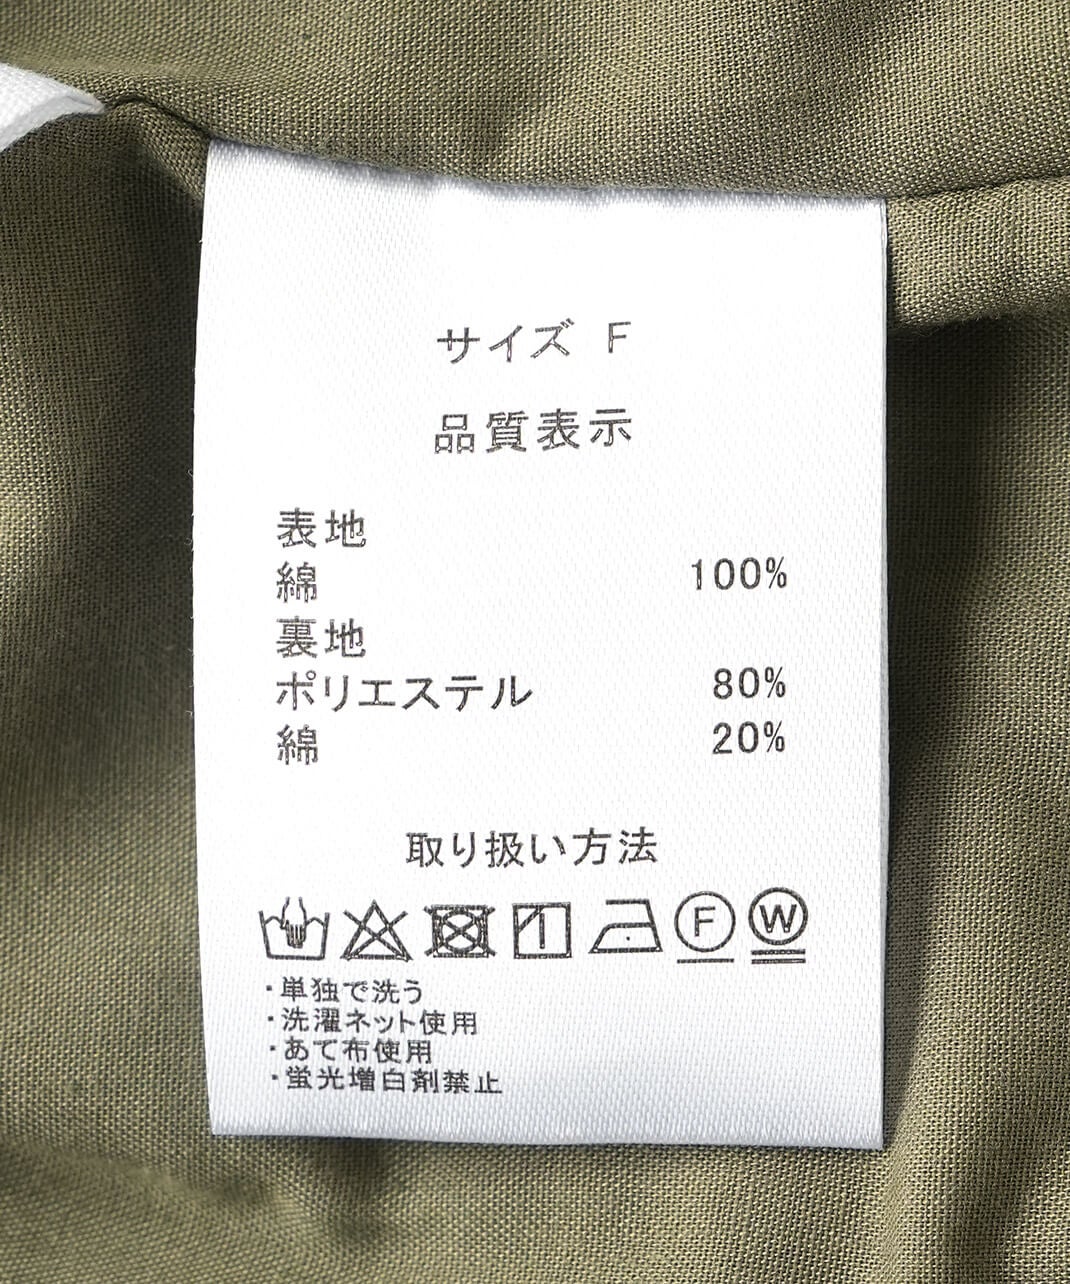 サイズ F
品質表示
表地
綿 100%
裏地
ポリエステル 80%
綿 20%
取り扱い方法
F W
・単独で洗う
・洗濯ネット使用
・あて布使用
・蛍光増白剤禁止